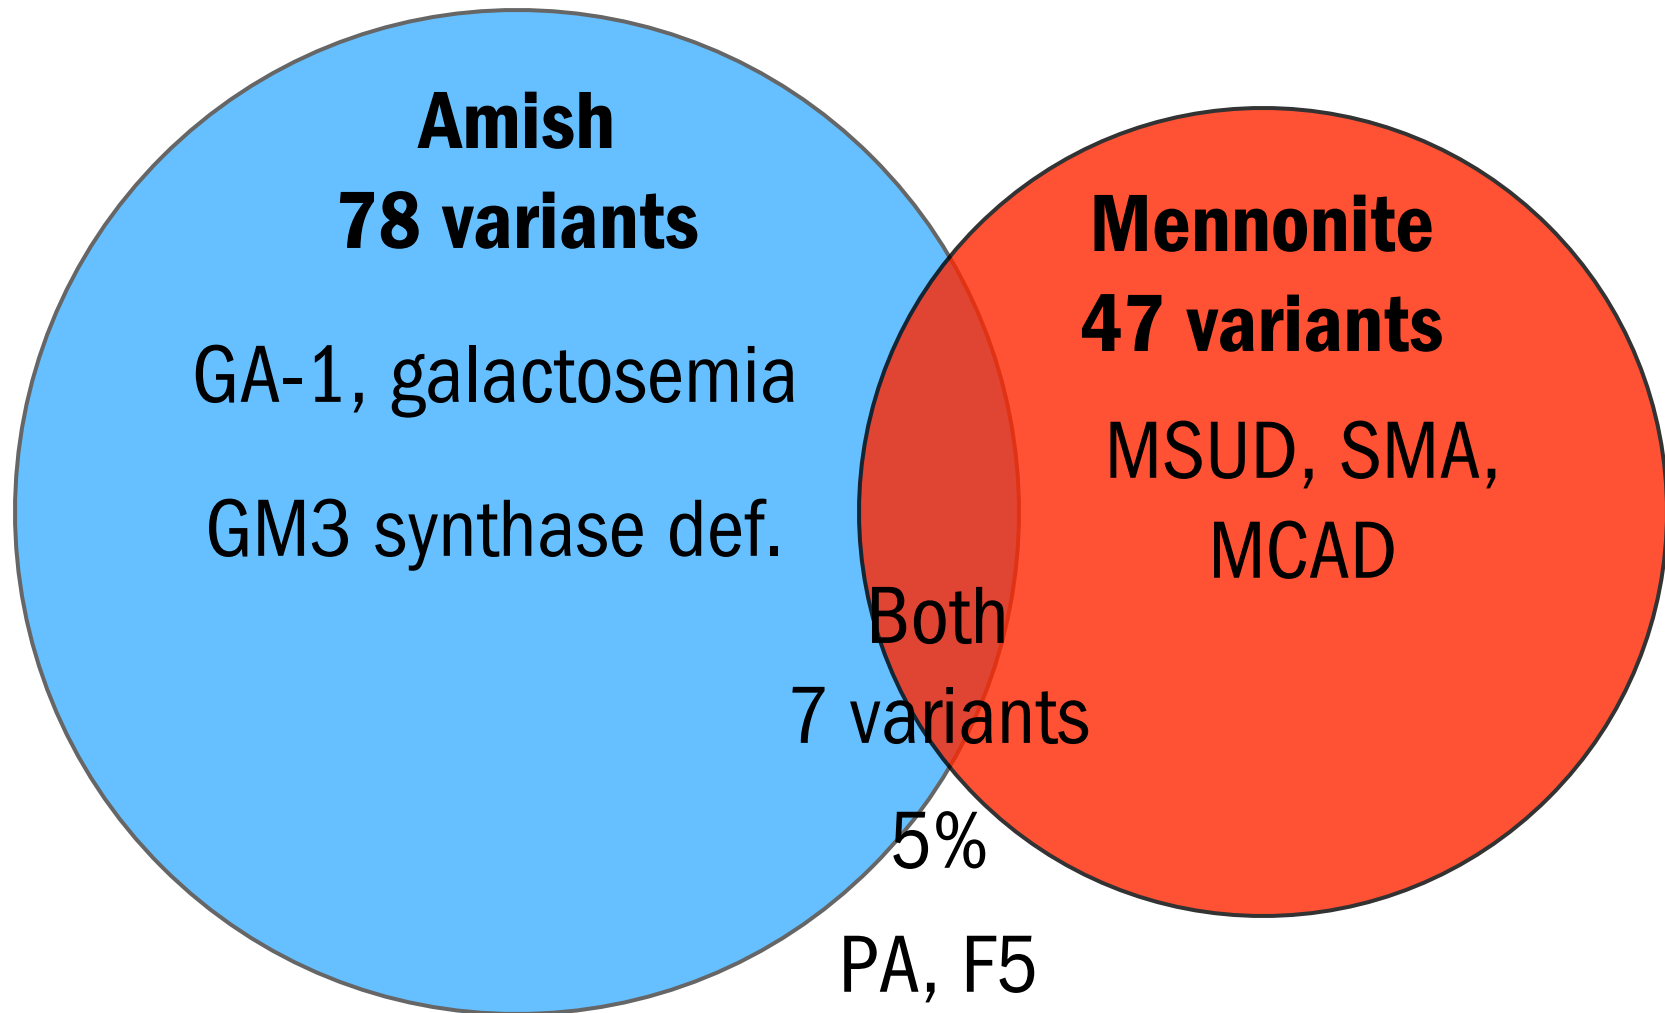 Amish
78 variants
GA-1, galactosemia
GM3 synthase def.
Mennonite
47 variants
MSUD, SMA,
MCAD
Both
7 variants
5%
PA, F5